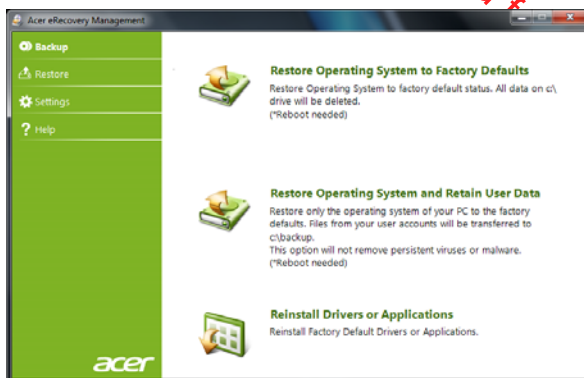 Acer eRecovery Management
Backup
Restore
Settings
Help
Restore Operating System to Factory Defaults
Restore Operating System to factory default status. All data on c:\
drive will be deleted.
(*Reboot needed)
Restore Operating System and Retain User Data
Restore only the operating system of your PC to the factory
defaults. Files from your user accounts will be transferred to
c:\backup.
This option will not remove persistent viruses or malware.
(*Reboot needed)
Reinstall Drivers or Applications
Reinstall Factory Default Drivers or Applications.
acer